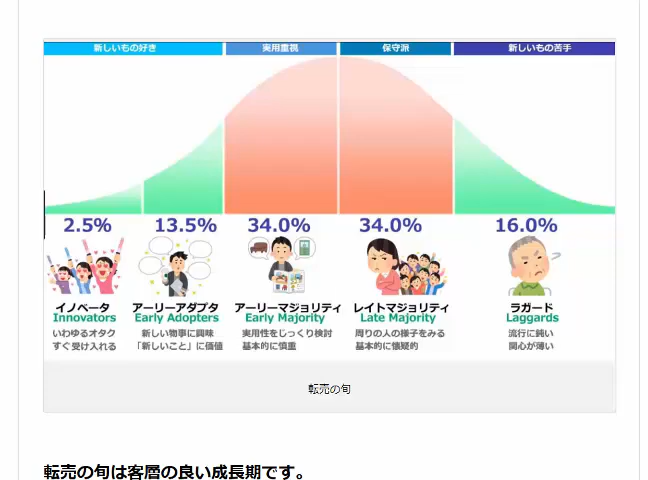 新しいもの好き 実用重視 保守派 新しいもの苦手
2.5% 13.5% 34.0% 34.0% 16.0%
イノベータ アーリーアダプタ アーリーマジョリティ レイトマジョリティ ラガード
Innovators Early Adopters Early Majority Late Majority Laggards
いわゆるオタク 新しい物事に興味 実用性をじっくり検討 周りの人の様子をみる 流行に鈍い
すぐ受け入れる 「新しいこと」に価値 基本的に慎重 基本的に懐疑的 関心が薄い
転売の旬
転売の旬は客層の良い成長期です。